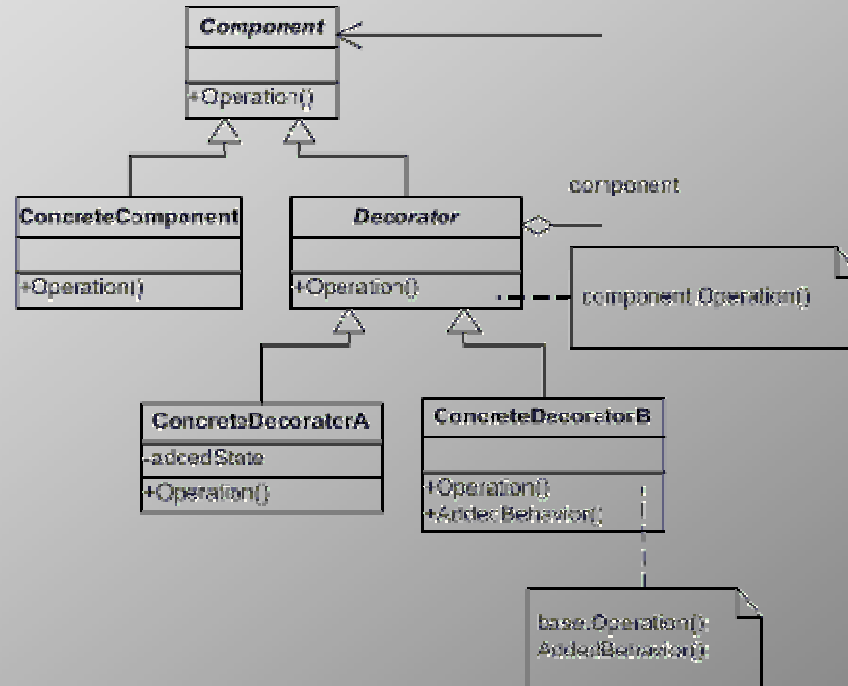 Component
+Operation()
component
ConcreteComponent
Decorator
+Operation()
+Operation()
component.Operation()
ConcreteDecoratorA
ConcreteDecoratorB
-addedState
+Operation()
+Operation()
+AddedBehavior()
base.Operation();
AddedBehavior();